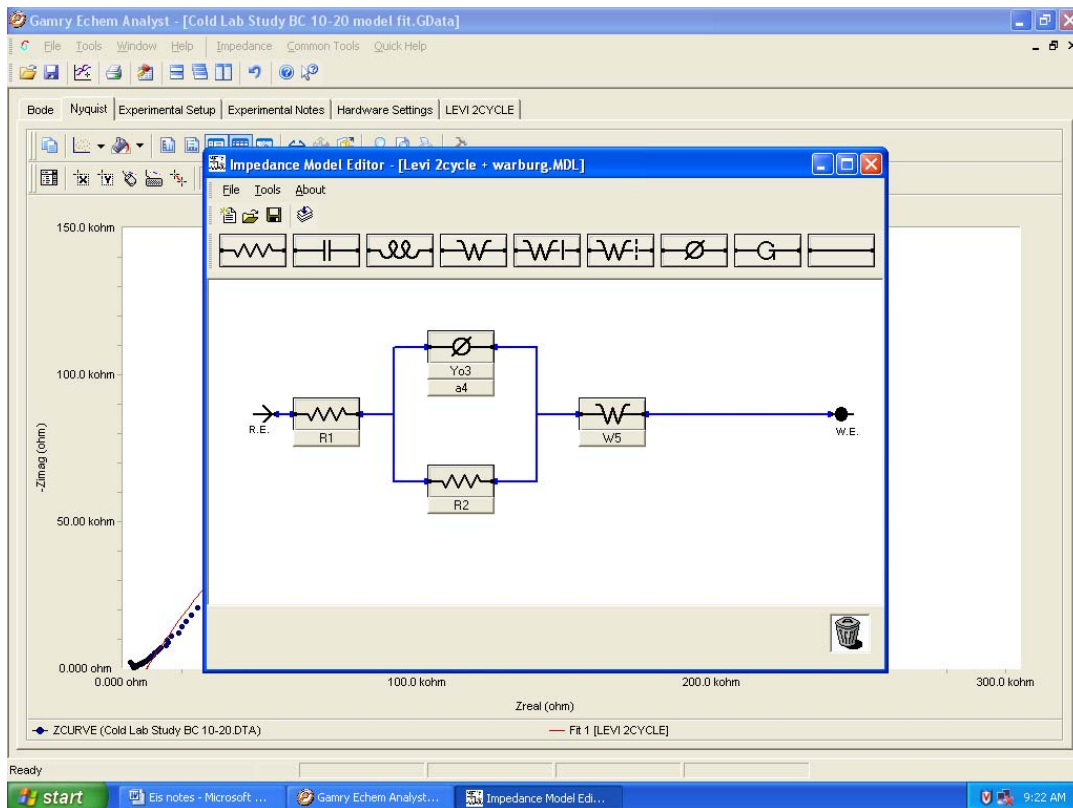 Gamry Echem Analyst - [Cold Lab Study BC 10-20 model fit.GData]
File Tools Window Help Impedance Common Tools Quick Help
Bode Nyquist Experimental Setup Experimental Notes Hardware Settings LEVI 2CYCLE
Impedance Model Editor - [Levi 2cycle + warburg.MDL]
File Tools About
150.0 kohm
100.0 kohm
50.00 kohm
0.000 ohm
-Zimag (ohm)
R.E.
R1
Yo3
a4
R2
W5
W.E.
0.000 ohm 100.0 kohm 200.0 kohm 300.0 kohm
Zreal (ohm)
ZCURVE (Cold Lab Study BC 10-20.DTA) Fit 1 [LEVI 2CYCLE]
Ready
start Eis notes - Microsoft ... Gamry Echem Analyst... Impedance Model Edi... 9:22 AM